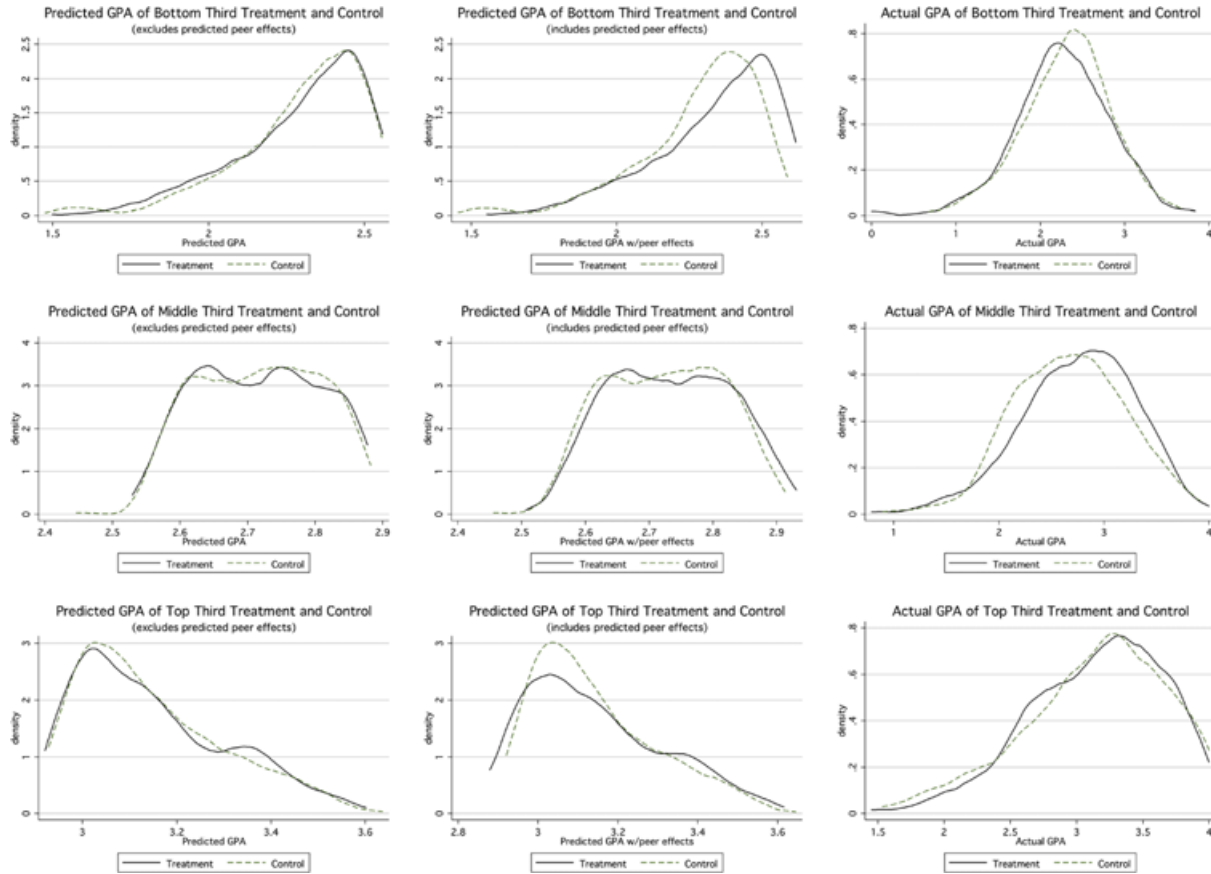 Predicted GPA of Bottom Third Treatment and Control
(excludes predicted peer effects)
density
0 .5 1 1.5 2 2.5
1.5 2 2.5
Predicted GPA
Treatment Control
Predicted GPA of Bottom Third Treatment and Control
(includes predicted peer effects)
density
0 .5 1 1.5 2 2.5
1.5 2 2.5
Predicted GPA w/peer effects
Treatment Control
Actual GPA of Bottom Third Treatment and Control
density
0 .2 .4 .6 .8
0 1 2 3 4
Actual GPA
Treatment Control
Predicted GPA of Middle Third Treatment and Control
(excludes predicted peer effects)
density
0 1 2 3 4
2.4 2.5 2.6 2.7 2.8 2.9
Predicted GPA
Treatment Control
Predicted GPA of Middle Third Treatment and Control
(includes predicted peer effects)
density
0 1 2 3 4
2.4 2.5 2.6 2.7 2.8 2.9
Predicted GPA w/peer effects
Treatment Control
Actual GPA of Middle Third Treatment and Control
density
0 .2 .4 .6 .8
1 2 3 4
Actual GPA
Treatment Control
Predicted GPA of Top Third Treatment and Control
(excludes predicted peer effects)
density
0 1 2 3
3 3.2 3.4 3.6
Predicted GPA
Treatment Control
Predicted GPA of Top Third Treatment and Control
(includes predicted peer effects)
density
0 1 2 3
2.8 3 3.2 3.4 3.6
Predicted GPA w/peer effects
Treatment Control
Actual GPA of Top Third Treatment and Control
density
0 .2 .4 .6 .8
1.5 2 2.5 3 3.5 4
Actual GPA
Treatment Control